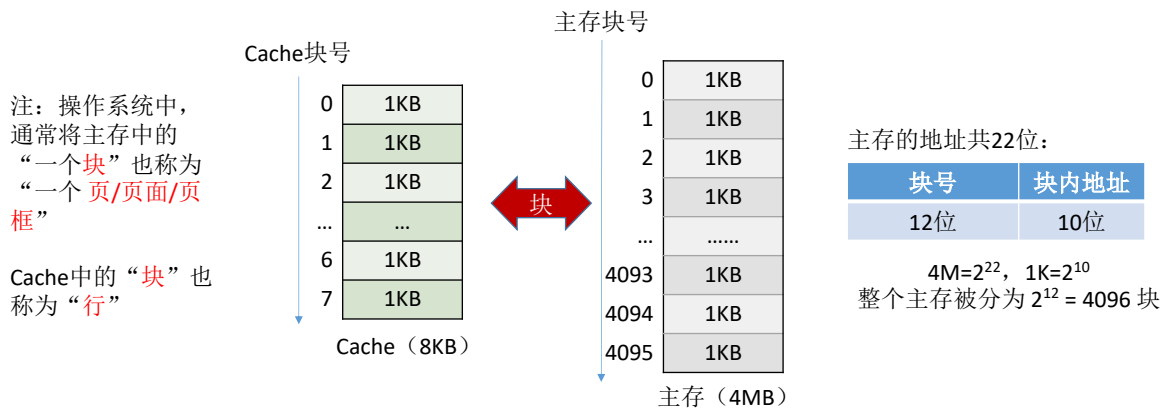 注：操作系统中，
通常将主存中的
“一个块”也称为
“一个 页/页面/页
框”
Cache中的“块”也
称为“行”
Cache块号
0 1KB
1 1KB
2 1KB
... ...
6 1KB
7 1KB
Cache（8KB）
块
主存块号
0 1KB
1 1KB
2 1KB
3 1KB
... ......
4093 1KB
4094 1KB
4095 1KB
主存（4MB）
主存的地址共22位：
块号 块内地址
12位 10位
4M=2²²，1K=2¹⁰
整个主存被分为 2¹² = 4096 块